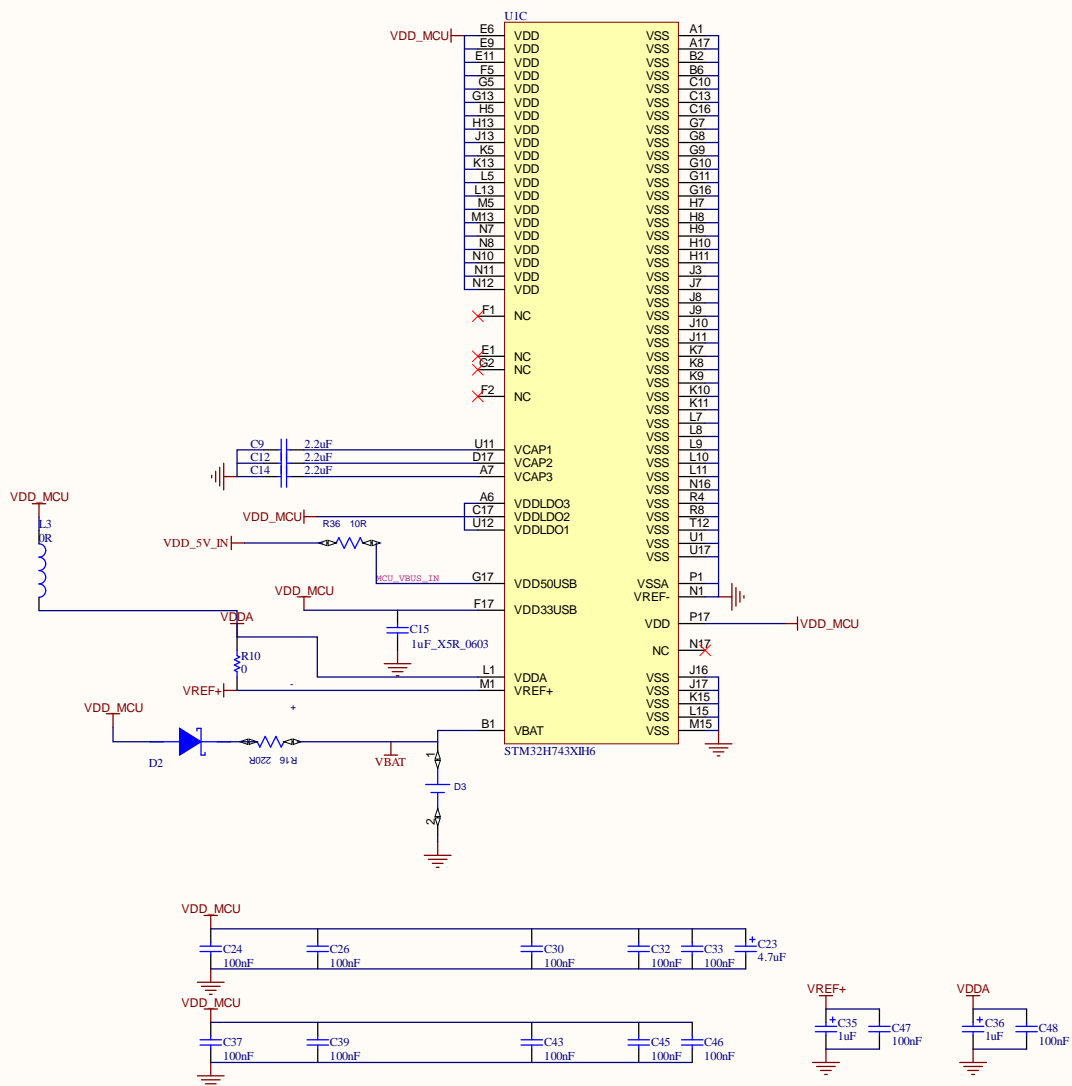 U1C
VDD_MCU E6 VDD VSS A1
E9 VDD VSS A17
E11 VDD VSS B2
F5 VDD VSS B6
G5 VDD VSS C10
G13 VDD VSS C13
H5 VDD VSS C16
H13 VDD VSS G7
J13 VDD VSS G8
K5 VDD VSS G9
K13 VDD VSS G10
L5 VDD VSS G11
L13 VDD VSS G16
M5 VDD VSS H7
M13 VDD VSS H8
N7 VDD VSS H9
N8 VDD VSS H10
N10 VDD VSS H11
N11 VDD VSS J3
N12 VDD VSS J7
VSS J8
F1 NC VSS J9
VSS J10
VSS J11
E1 NC VSS K7
G2 NC VSS K8
VSS K9
F2 NC VSS K10
VSS K11
VSS L7
VSS L8
C9 2.2uF U11 VCAP1 VSS L9
C12 2.2uF D17 VCAP2 VSS L10
C14 2.2uF A7 VCAP3 VSS L11
VSS N16
VDD_MCU A6 VDDLDO3 VSS R4
VDD_MCU C17 VDDLDO2 VSS R8
L3 R36 10R U12 VDDLDO1 VSS T12
0R VDD_5V_IN VSS U1
VSS U17
MCU_VBUS_IN G17 VDD50USB VSSA P1
VDD_MCU VREF- N1
F17 VDD33USB
VDDA VDD P17 VDD_MCU
C15
1uF_X5R_0603
R10 NC N17
0
L1 VDDA VSS J16
VREF+ - M1 VREF+ VSS J17
VSS K15
VDD_MCU + VSS L15
B1 VBAT VSS M15
STM32H743XIH6
D2 220R R16 VBAT 1
D3
2
VDD_MCU
C24 C26 C30 C32 C33 + C23
100nF 100nF 100nF 100nF 100nF 4.7uF
VDD_MCU VREF+ VDDA
+ C35 C47 + C36 C48
1uF 100nF 1uF 100nF
C37 C39 C43 C45 C46
100nF 100nF 100nF 100nF 100nF